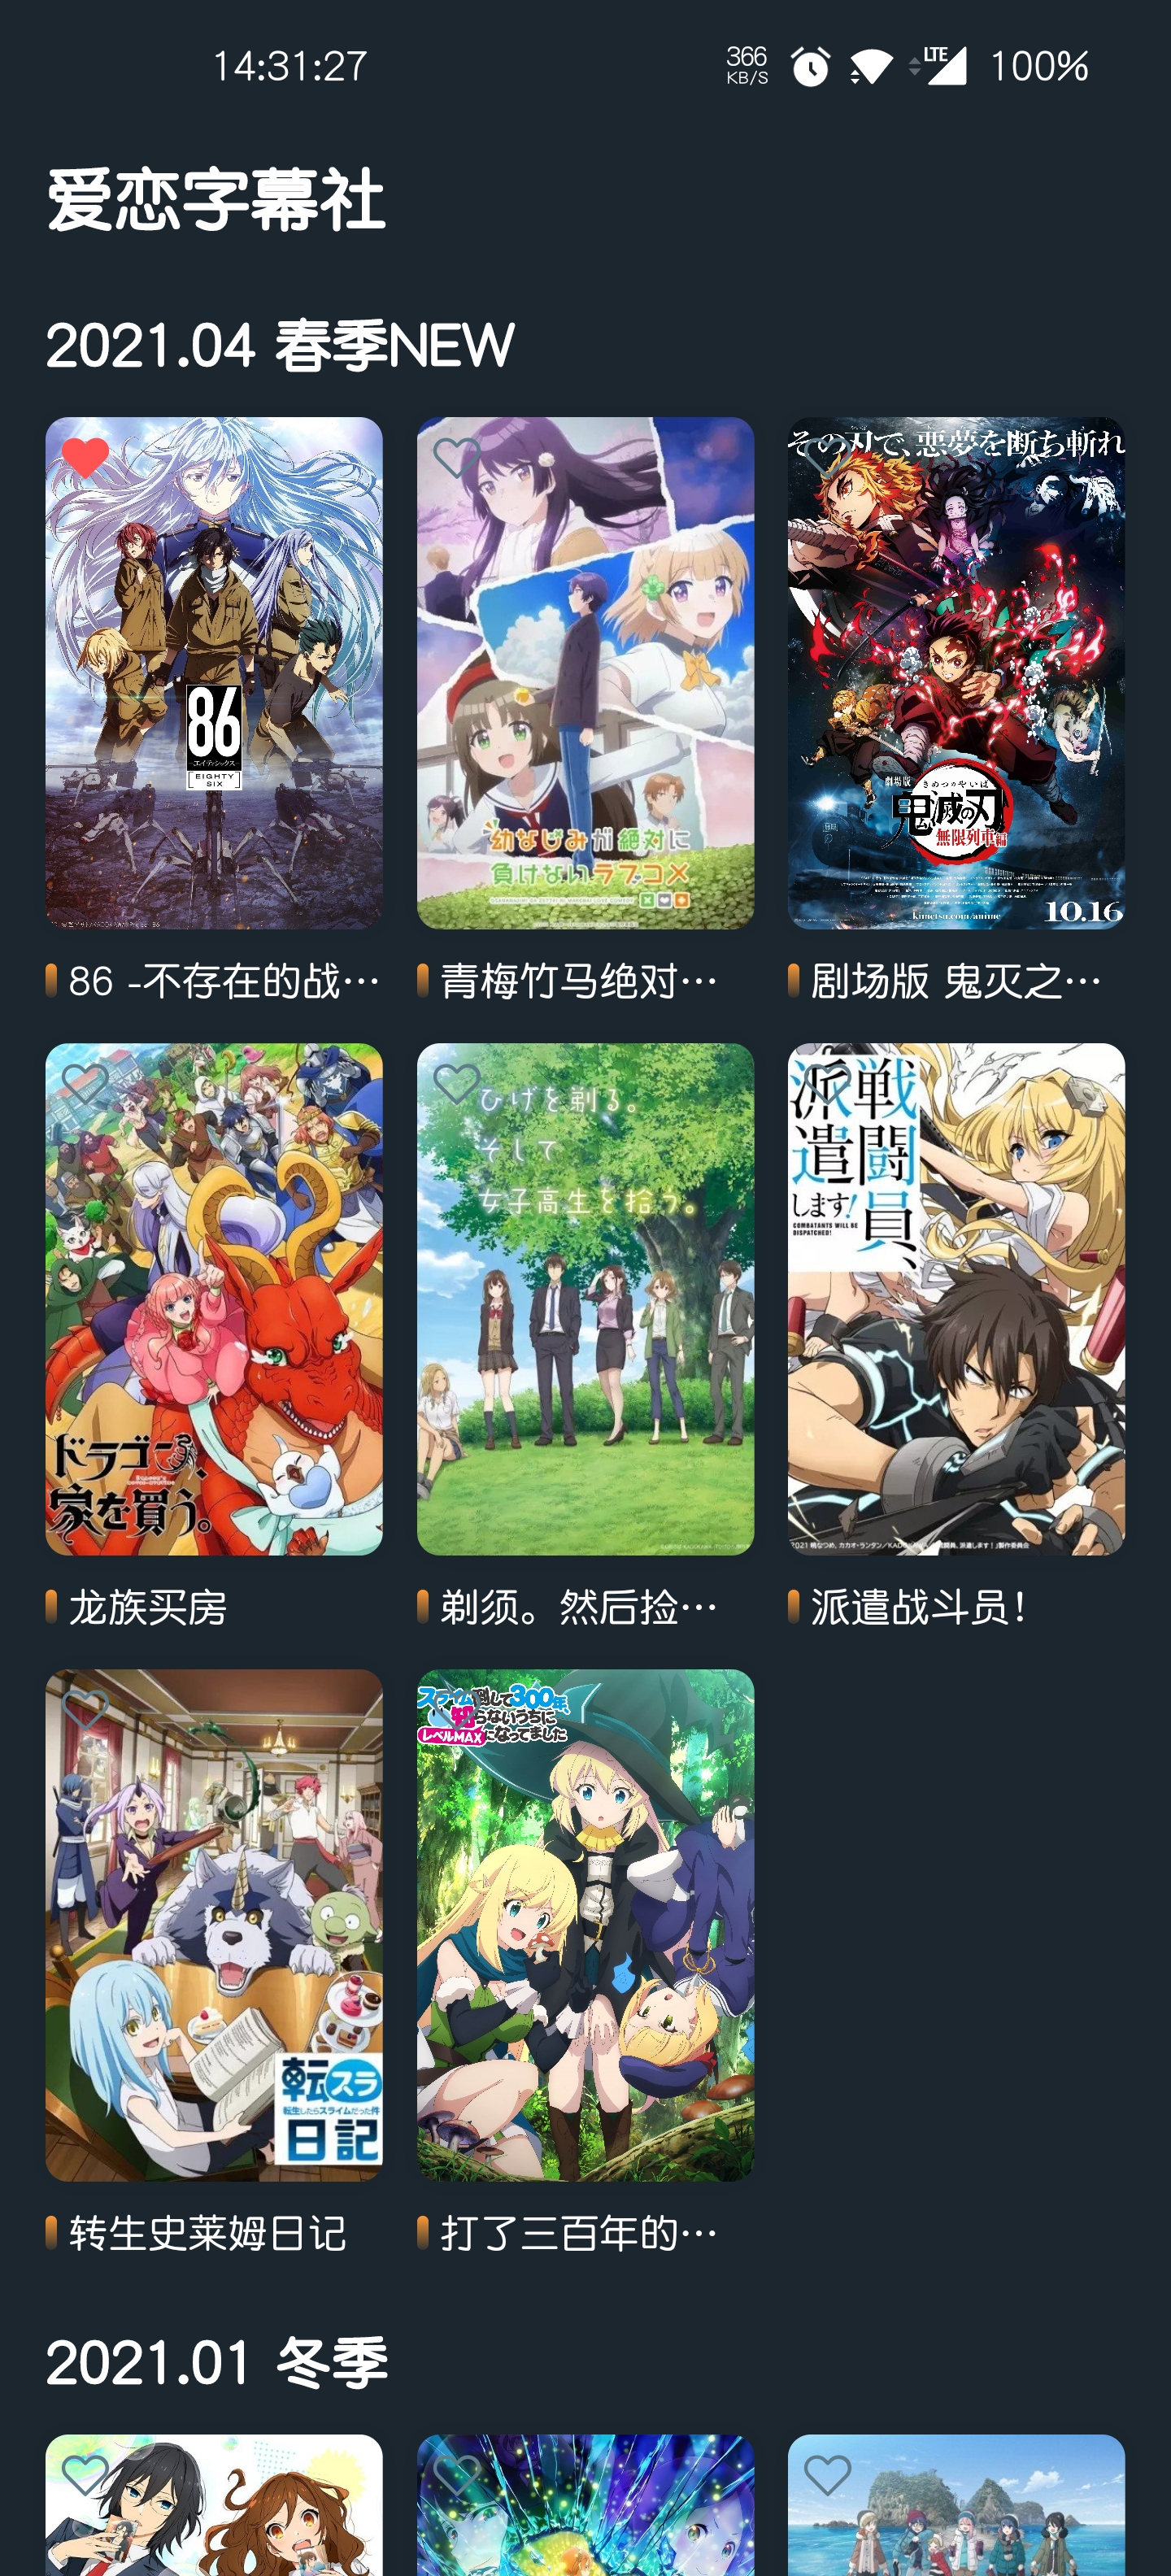 14:31:27
366
KB/S
LTE
100%
爱恋字幕社
2021.04 春季NEW
86
-エイティシックス-
EIGHTY
SIX
幼なじみが絶対に
負けないラブコメ
その刃で、悪夢を断ち斬れ
劇場版
きめつのやいば
鬼滅の刃
無限列車編
kimetsu.com/anime
10.16
86 -不存在的战…
青梅竹马绝对…
剧场版 鬼灭之…
ドラゴン、
家を買う。
ひげを剃る。
そして
女子高生を拾う。
戦闘員、
派遣します!
COMBATANTS WILL BE
DISPATCHED!
龙族买房
剃须。然后捡…
派遣战斗员!
転スラ
転生したらスライムだった件
日記
スライム倒して300年、
知らないうちに
レベルMAXになってました
转生史莱姆日记
打了三百年的…
2021.01 冬季